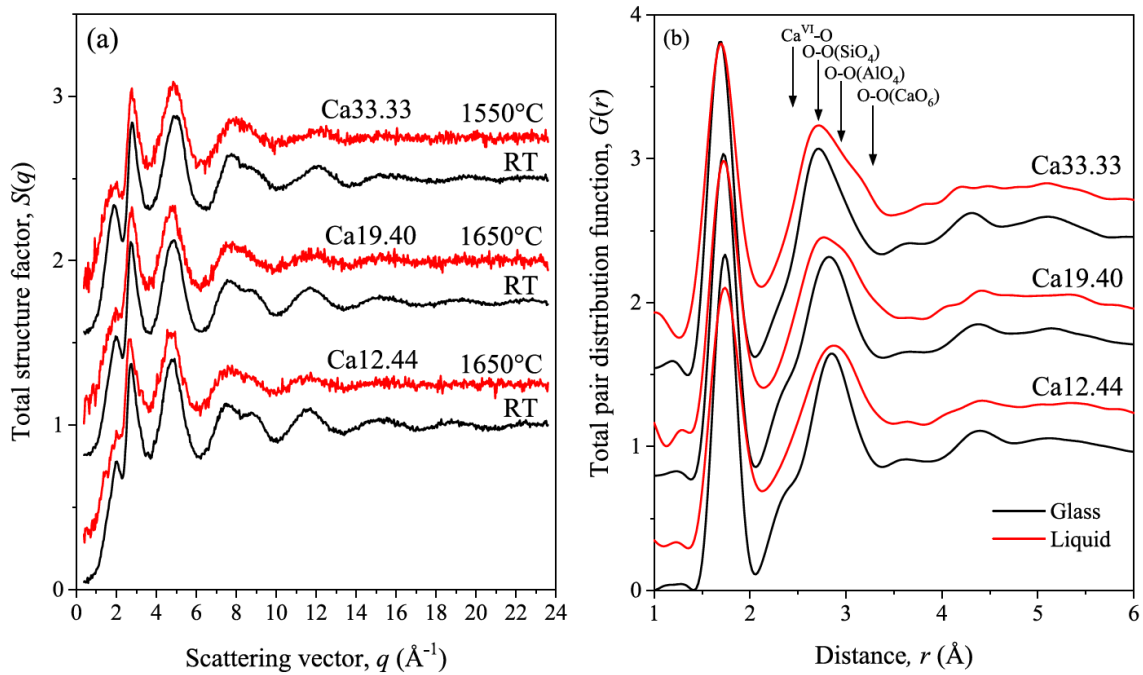 (a)
Total structure factor, S(q)
3
2
1
0
Ca33.33
1550°C
RT
Ca19.40
1650°C
RT
Ca12.44
1650°C
RT
0 2 4 6 8 10 12 14 16 18 20 22 24
Scattering vector, q (Å⁻¹)
(b)
Total pair distribution function, G(r)
4
3
2
1
0
Ca^VI-O
O-O(SiO₄)
O-O(AlO₄)
O-O(CaO₆)
Ca33.33
Ca19.40
Ca12.44
Glass
Liquid
1 2 3 4 5 6
Distance, r (Å)